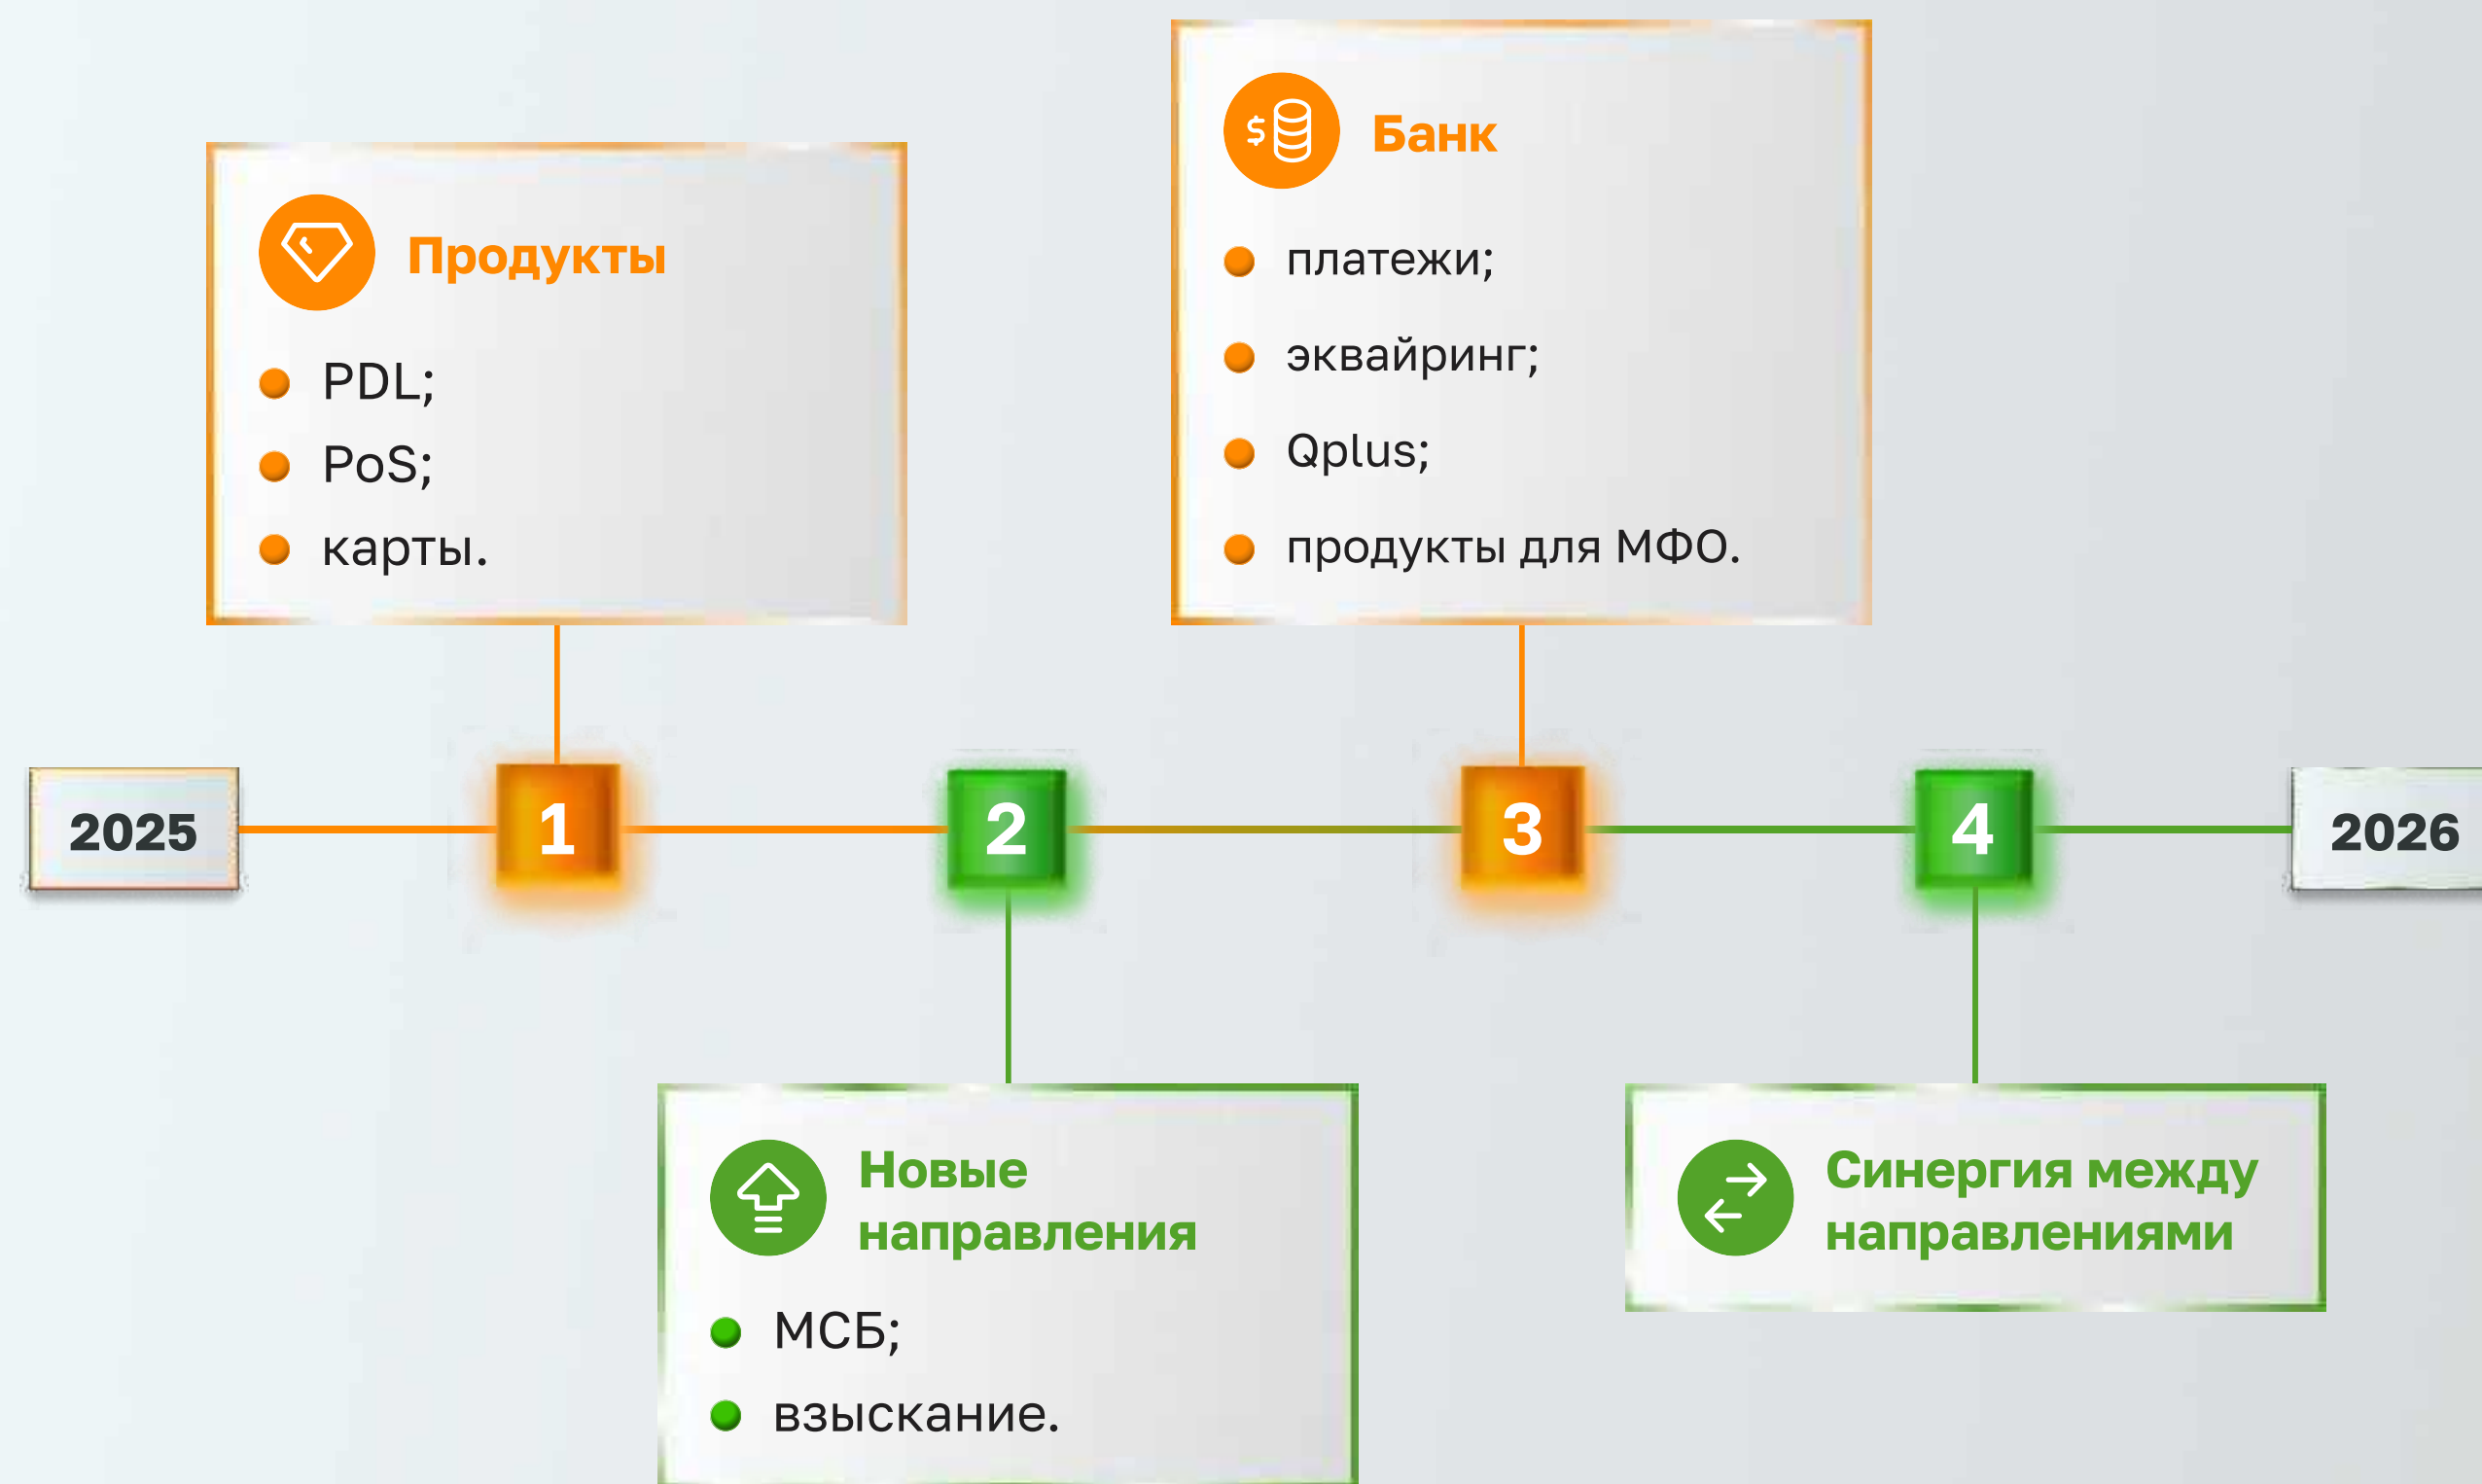 Продукты
PDL;
PoS;
карты.
Банк
платежи;
эквайринг;
Qplus;
продукты для МФО.
2025
1
2
3
4
2026
Новые
направления
МСБ;
взыскание.
Синергия между
направлениями